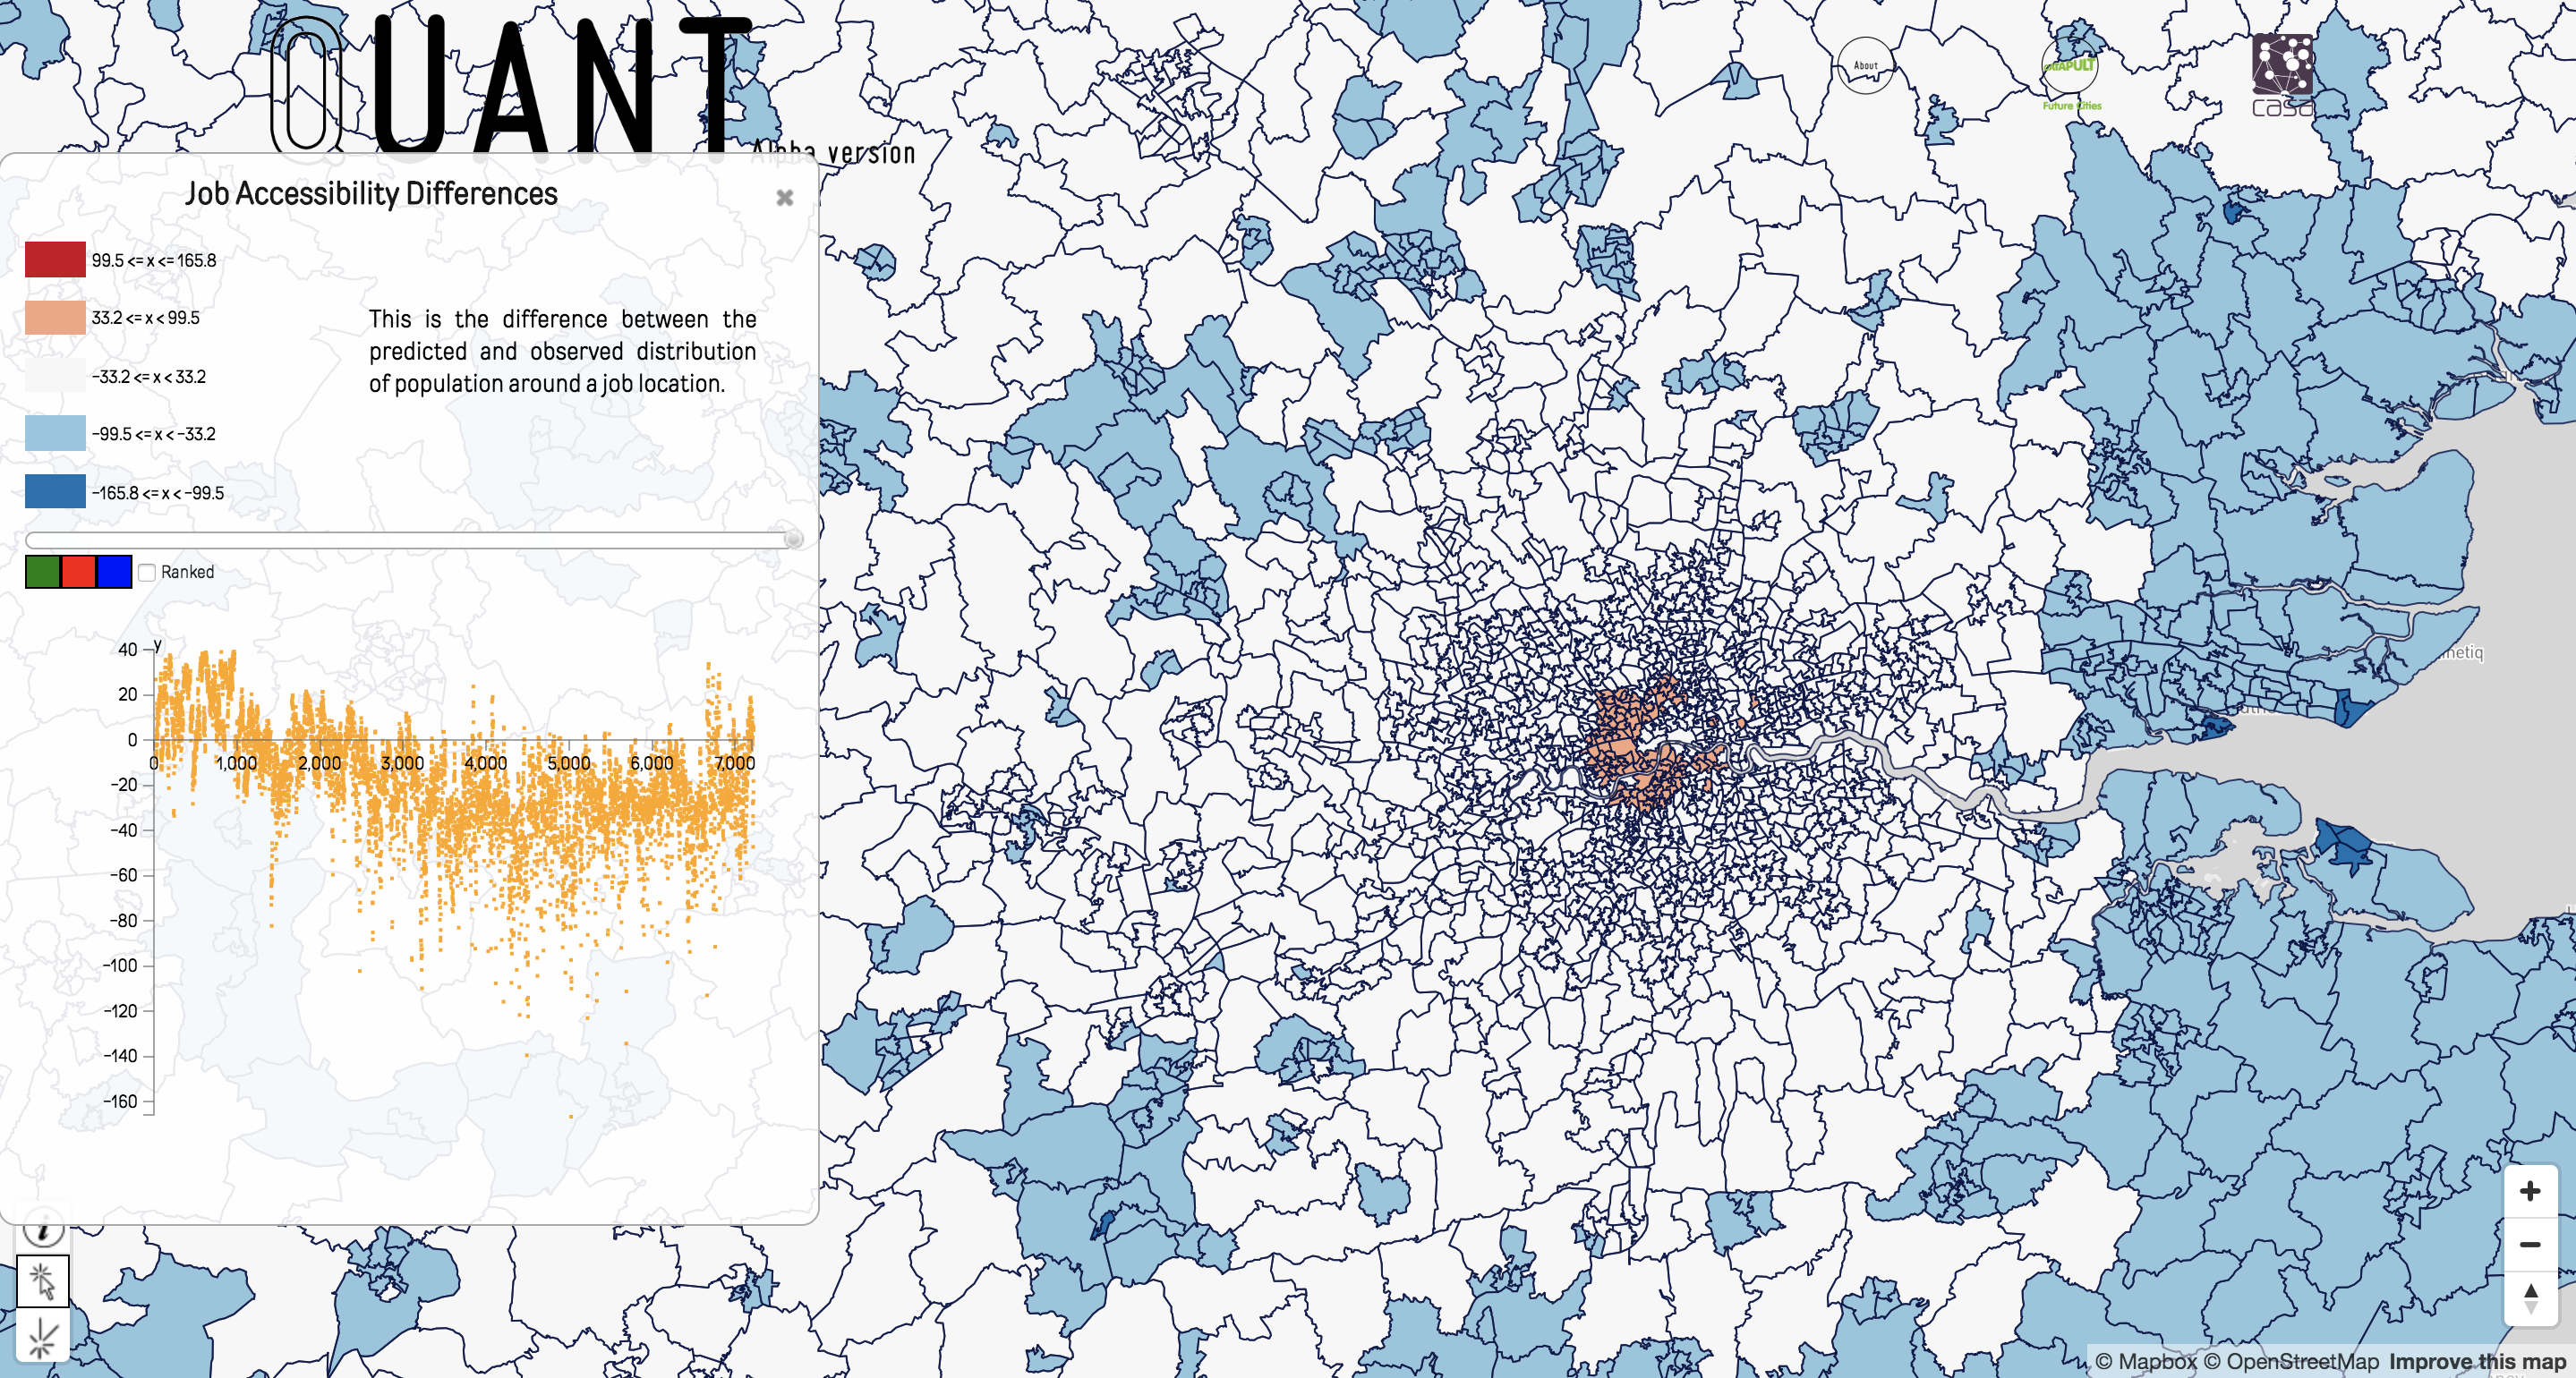 QUANT
Alpha version
About
CATAPULT
Future Cities
casa
Job Accessibility Differences
99.5 <= x <= 165.8
33.2 <= x < 99.5
−33.2 <= x < 33.2
−99.5 <= x < −33.2
−165.8 <= x < −99.5
This is the difference between the
predicted and observed distribution
of population around a job location.
Ranked
y
40
20
0
−20
−40
−60
−80
−100
−120
−140
−160
0 1,000 2,000 3,000 4,000 5,000 6,000 7,000
i
© Mapbox © OpenStreetMap Improve this map